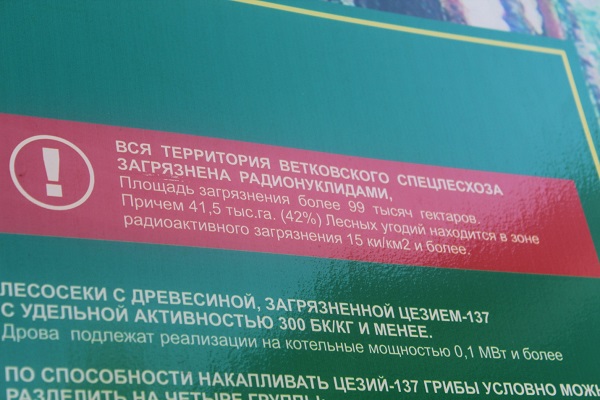 ВСЯ ТЕРРИТОРИЯ ВЕТКОВСКОГО СПЕЦЛЕСХОЗА
ЗАГРЯЗНЕНА РАДИОНУКЛИДАМИ,
Площадь загрязнения более 99 тысяч гектаров.
Причем 41,5 тыс.га. (42%) Лесных угодий находится в зоне
радиоактивного загрязнения 15 ки/км2 и более.
ЛЕСОСЕКИ С ДРЕВЕСИНОЙ, ЗАГРЯЗНЕННОЙ ЦЕЗИЕМ-137
С УДЕЛЬНОЙ АКТИВНОСТЬЮ 300 БК/КГ И МЕНЕЕ.
Дрова подлежат реализации на котельные мощностью 0,1 МВт и более
ПО СПОСОБНОСТИ НАКАПЛИВАТЬ ЦЕЗИЙ-137 ГРИБЫ УСЛОВНО МОЖ
РАЗДЕЛИТЬ НА ЧЕТЫРЕ ГРУППЫ